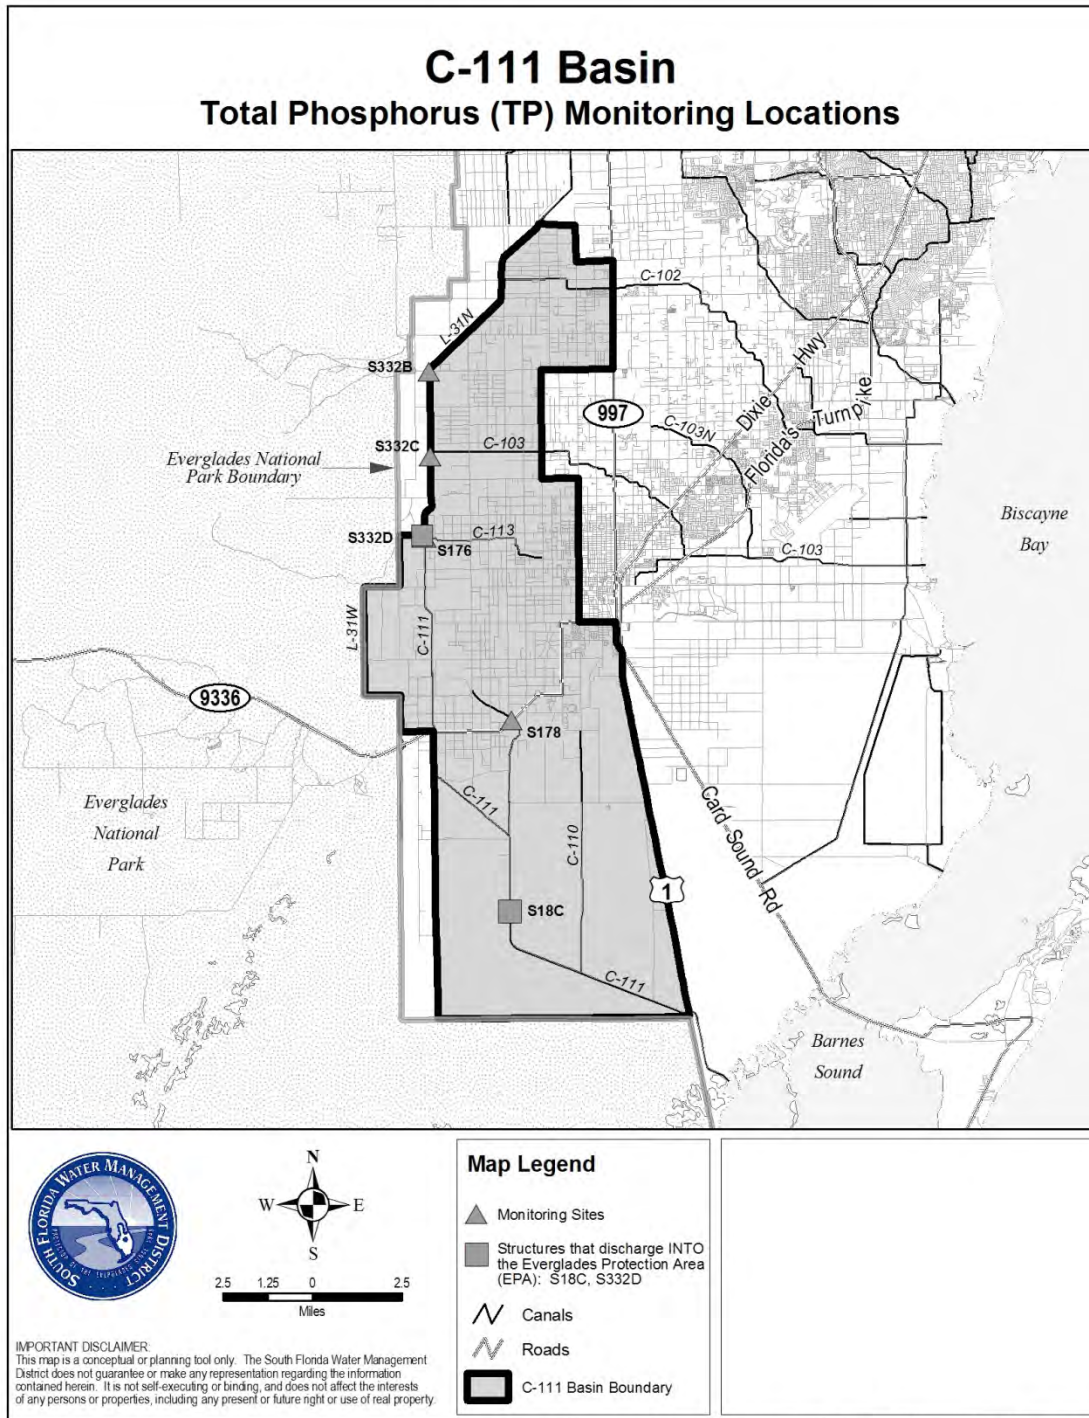 C-111 Basin
Total Phosphorus (TP) Monitoring Locations
C-102
L-31N
S332B
997
Dixie Hwy
Florida's Turnpike
C-103N
S332C
C-103
Everglades National
Park Boundary
Biscayne
Bay
S332D
S176
C-113
C-103
L-31W
C-111
9336
S178
Everglades
National
Park
C-111
C-110
Card Sound Rd
1
S18C
C-111
Barnes
Sound
SOUTH FLORIDA WATER MANAGEMENT DISTRICT
N
W
E
S
2.5 1.25 0 2.5
Miles
Map Legend
Monitoring Sites
Structures that discharge INTO
the Everglades Protection Area
(EPA): S18C, S332D
Canals
Roads
C-111 Basin Boundary
IMPORTANT DISCLAIMER:
This map is a conceptual or planning tool only. The South Florida Water Management
District does not guarantee or make any representation regarding the information
contained herein. It is not self-executing or binding, and does not affect the interests
of any persons or properties, including any present or future right or use of real property.